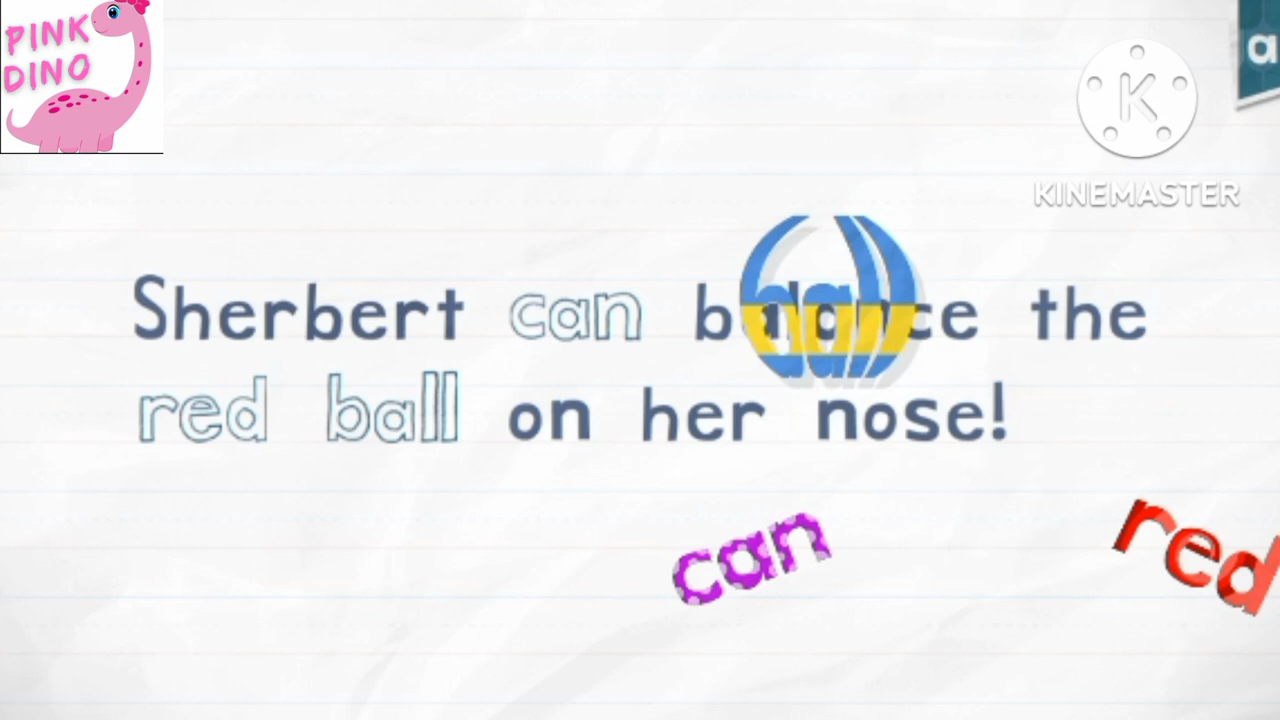 PINK
DINO
a
KINEMASTER
Sherbert can balance the
ball
red ball on her nose!
can
red